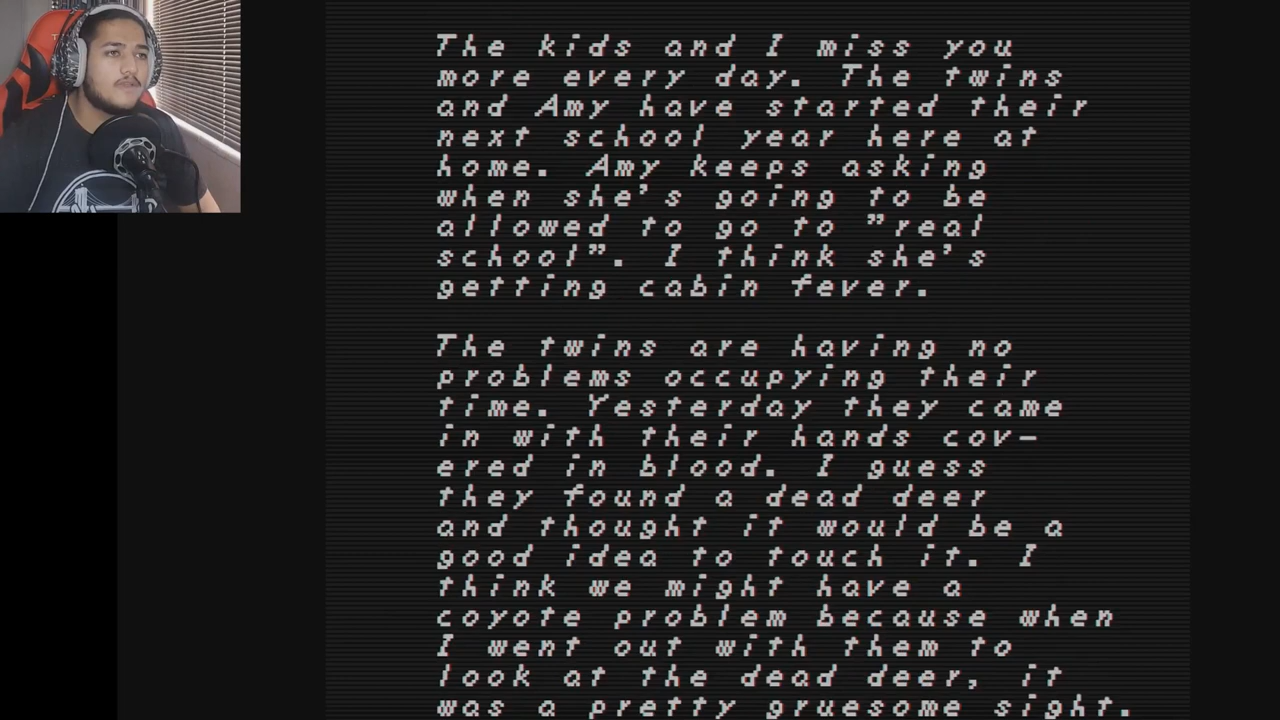 The kids and I miss you
more every day. The twins
and Amy have started their
next school year here at
home. Amy keeps asking
when she's going to be
allowed to go to "real
school". I think she's
getting cabin fever.
The twins are having no
problems occupying their
time. Yesterday they came
in with their hands cov-
ered in blood. I guess
they found a dead deer
and thought it would be a
good idea to touch it. I
think we might have a
coyote problem because when
I went out with them to
look at the dead deer, it
was a pretty gruesome sight.